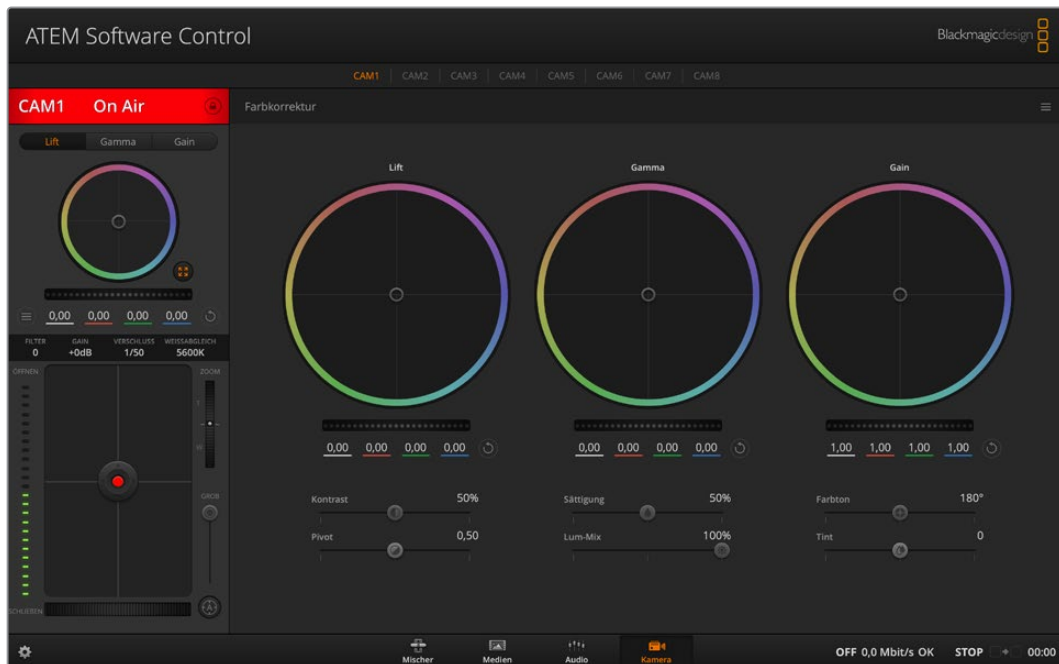 ATEM Software Control
Blackmagicdesign
CAM1 CAM2 CAM3 CAM4 CAM5 CAM6 CAM7 CAM8
CAM1 On Air
Farbkorrektur
Lift Gamma Gain
Lift Gamma Gain
0,00 0,00 0,00 0,00
FILTER GAIN VERSCHLUSS WEISSABGLEICH
0 +0dB 1/50 5600K
ÖFFNEN ZOOM
T
W
GROB
SCHLIEẞEN
A
0,00 0,00 0,00 0,00
0,00 0,00 0,00 0,00
1,00 1,00 1,00 1,00
Kontrast 50%
Sättigung 50%
Farbton 180°
Pivot 0,50
Lum-Mix 100%
Tint 0
Mischer Medien Audio Kamera
OFF 0,0 Mbit/s OK STOP 00:00